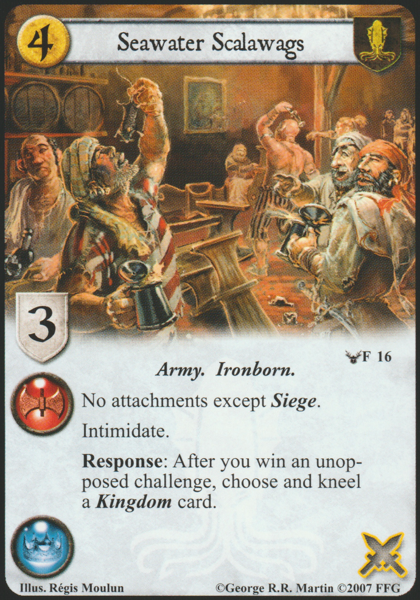 4
Seawater Scalawags
3
F 16
Army. Ironborn.
No attachments except Siege.
Intimidate.
Response: After you win an unop-
posed challenge, choose and kneel
a Kingdom card.
Illus. Régis Moulun
©George R.R. Martin ©2007 FFG